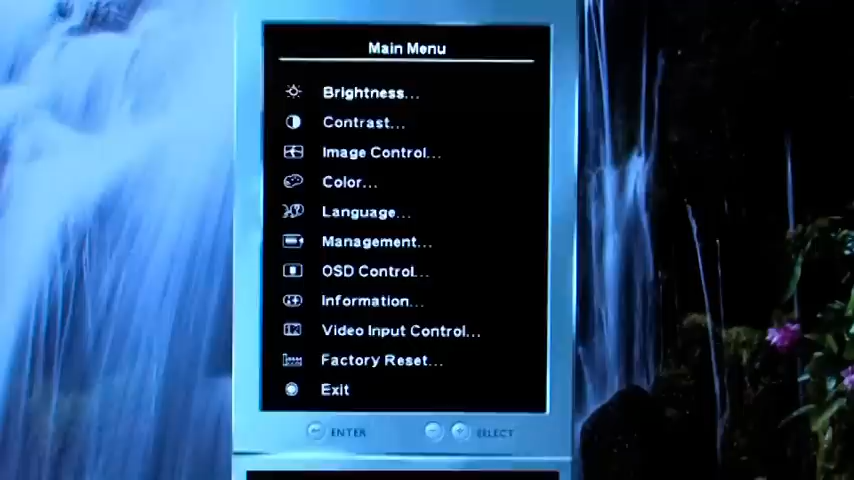 Main Menu
Brightness...
Contrast...
Image Control...
Color...
Language...
Management...
OSD Control...
Information...
Video Input Control...
Factory Reset...
Exit
ENTER
SELECT